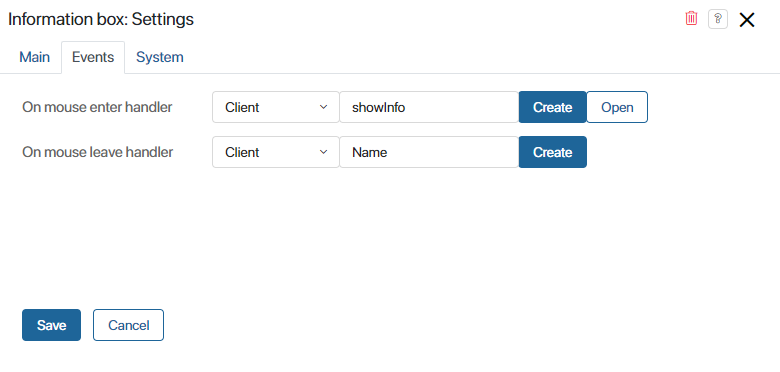 Information box: Settings ?
Main Events System
On mouse enter handler Client showInfo Create Open
On mouse leave handler Client Name Create
Save Cancel